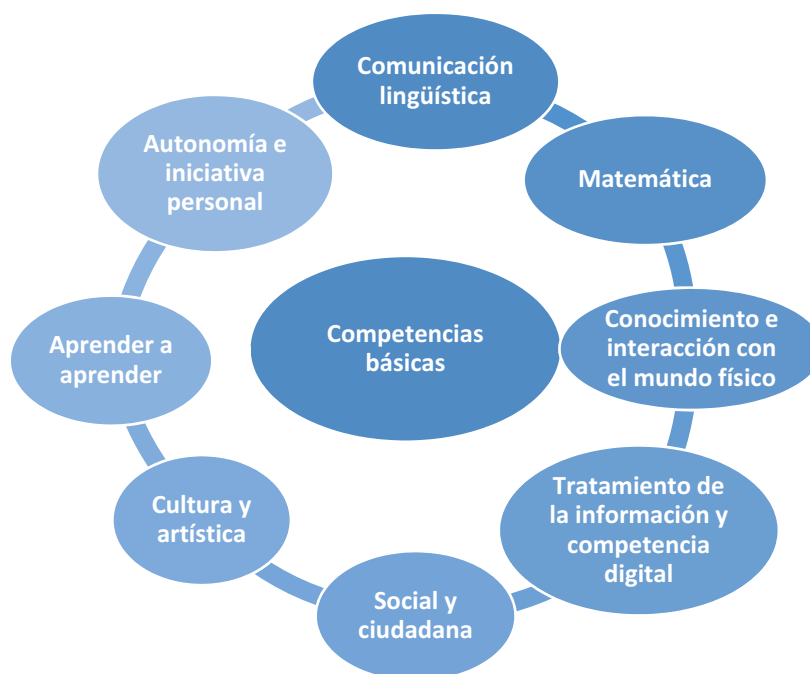 Comunicación
lingüística
Matemática
Conocimiento e
interacción con
el mundo físico
Tratamiento de
la información y
competencia
digital
Social y
ciudadana
Cultura y
artística
Aprender a
aprender
Autonomía e
iniciativa
personal
Competencias
básicas